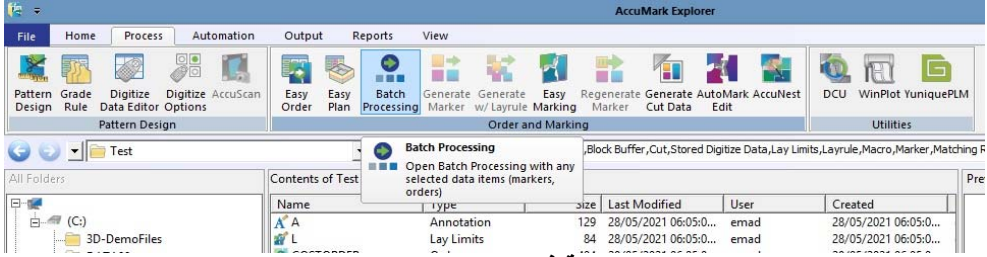 AccuMark Explorer
File Home Process Automation Output Reports View
Pattern Design
Grade Rule
Digitize Data Editor
Digitize Options
AccuScan
Easy Order
Easy Plan
Batch Processing
Generate Marker
Generate w/ Layrule
Easy Marking
Regenerate Marker
Generate Cut Data
AutoMark Edit
AccuNest
DCU
WinPlot
YuniquePLM
Pattern Design Order and Marking Utilities
Test ,Block Buffer,Cut,Stored Digitize Data,Lay Limits,Layrule,Macro,Marker,Matching R
Batch Processing
Open Batch Processing with any
selected data items (markers,
orders)
All Folders Contents of Test Pre
Name Type Size Last Modified User Created
A Annotation 129 28/05/2021 06:05:0... emad 28/05/2021 06:05:0...
L Lay Limits 84 28/05/2021 06:05:0... emad 28/05/2021 06:05:0...
(C:)
3D-DemoFiles